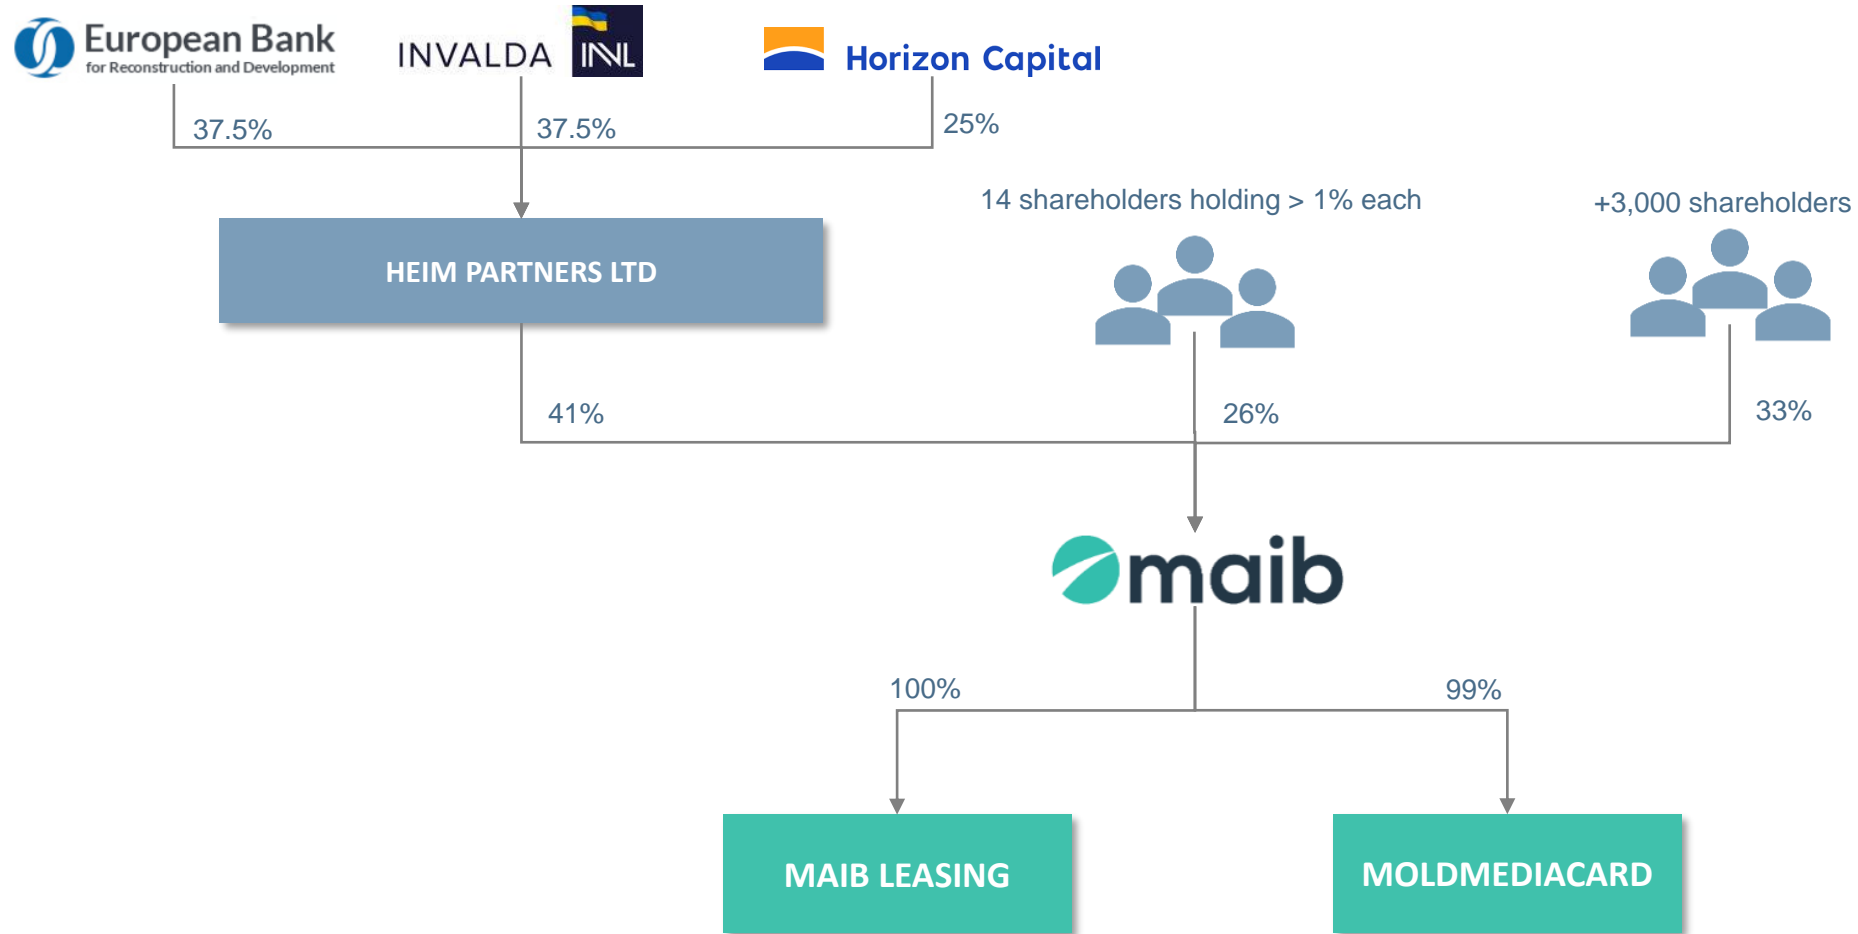 European Bank
for Reconstruction and Development
INVALDA INVL
Horizon Capital
37.5%
37.5%
25%
14 shareholders holding > 1% each
+3,000 shareholders
HEIM PARTNERS LTD
41%
26%
33%
maib
100%
99%
MAIB LEASING
MOLDMEDIACARD